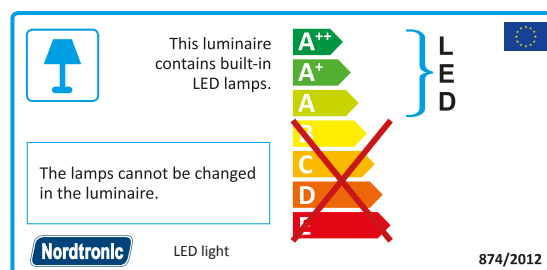 This luminaire
contains built-in
LED lamps.
A++
A+
A
B
C
D
E
L
E
D
The lamps cannot be changed
in the luminaire.
Nordtronic
LED light
874/2012